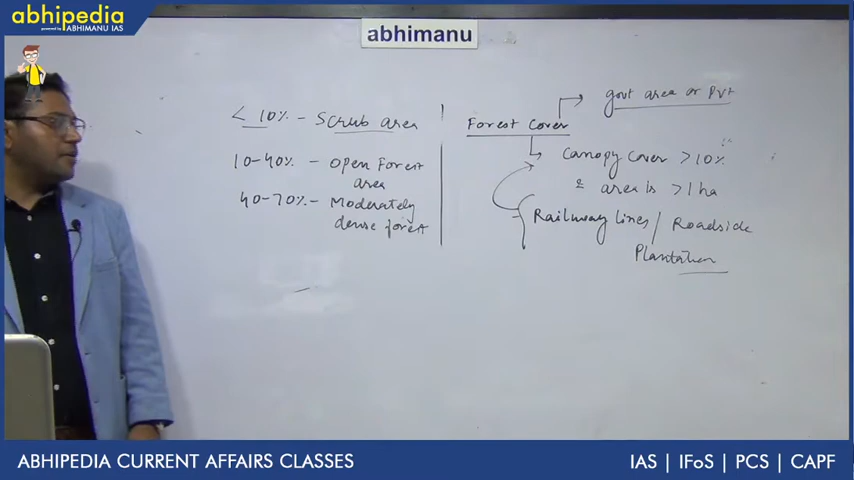 abhipedia
powered by ABHIMANU IAS
abhimanu
< 10% - Scrub area
10-40% - Open Forest
area
40-70% - Moderately
dense forest
govt area or Pvt
Forest Cover
Canopy cover > 10%
& area is > 1 ha
Railway lines / Roadside
Plantation
ABHIPEDIA CURRENT AFFAIRS CLASSES
IAS | IFoS | PCS | CAPF